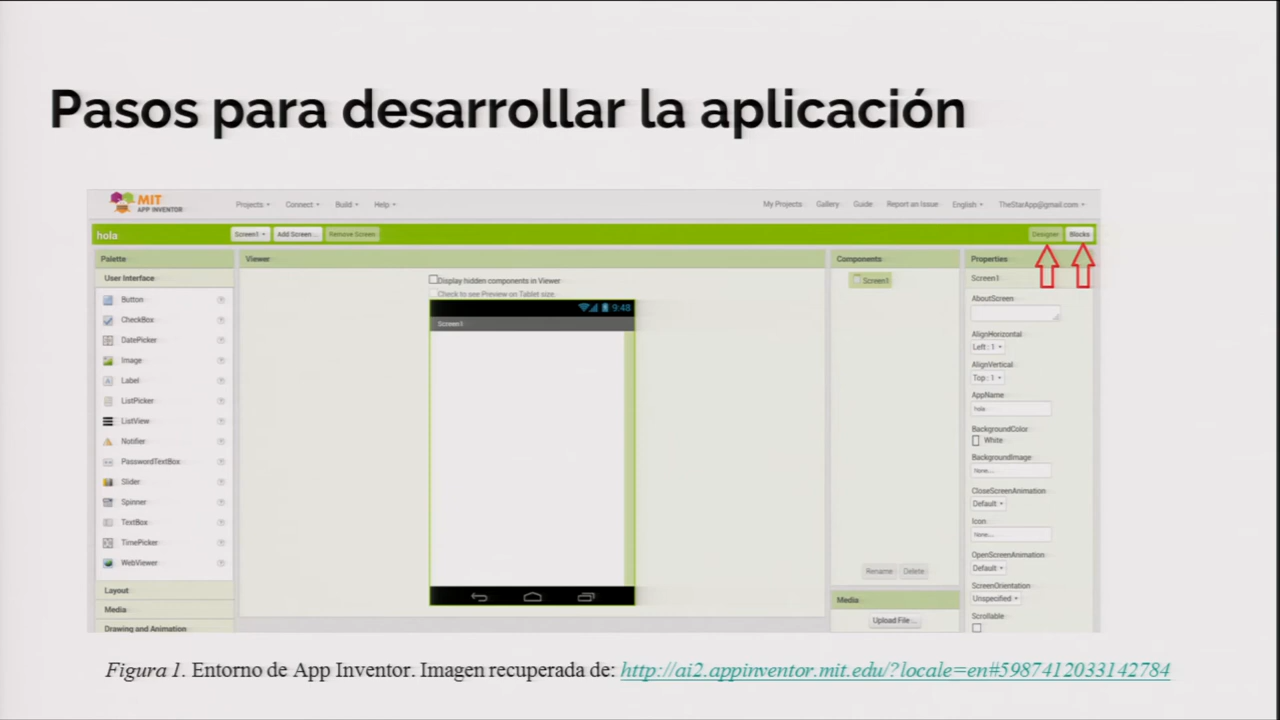 Pasos para desarrollar la aplicación
MIT
APP INVENTOR
Projects Connect Build Help
My Projects Gallery Guide Report an Issue English TheStarApp@gmail.com
hola
Screen1 Add Screen... Remove Screen
Designer Blocks
Palette
User Interface
Button
CheckBox
DatePicker
Image
Label
ListPicker
ListView
Notifier
PasswordTextBox
Slider
Spinner
TextBox
TimePicker
WebViewer
Layout
Media
Drawing and Animation
Viewer
Display hidden components in Viewer
Check to see Preview on Tablet size
9:48
Screen1
Components
Screen1
Rename Delete
Media
Upload File ...
Properties
Screen1
AboutScreen
AlignHorizontal
Left : 1
AlignVertical
Top : 1
AppName
hola
BackgroundColor
White
BackgroundImage
None...
CloseScreenAnimation
Default
Icon
None...
OpenScreenAnimation
Default
ScreenOrientation
Unspecified
Scrollable
Figura 1. Entorno de App Inventor. Imagen recuperada de: http://ai2.appinventor.mit.edu/?locale=en#5987412033142784